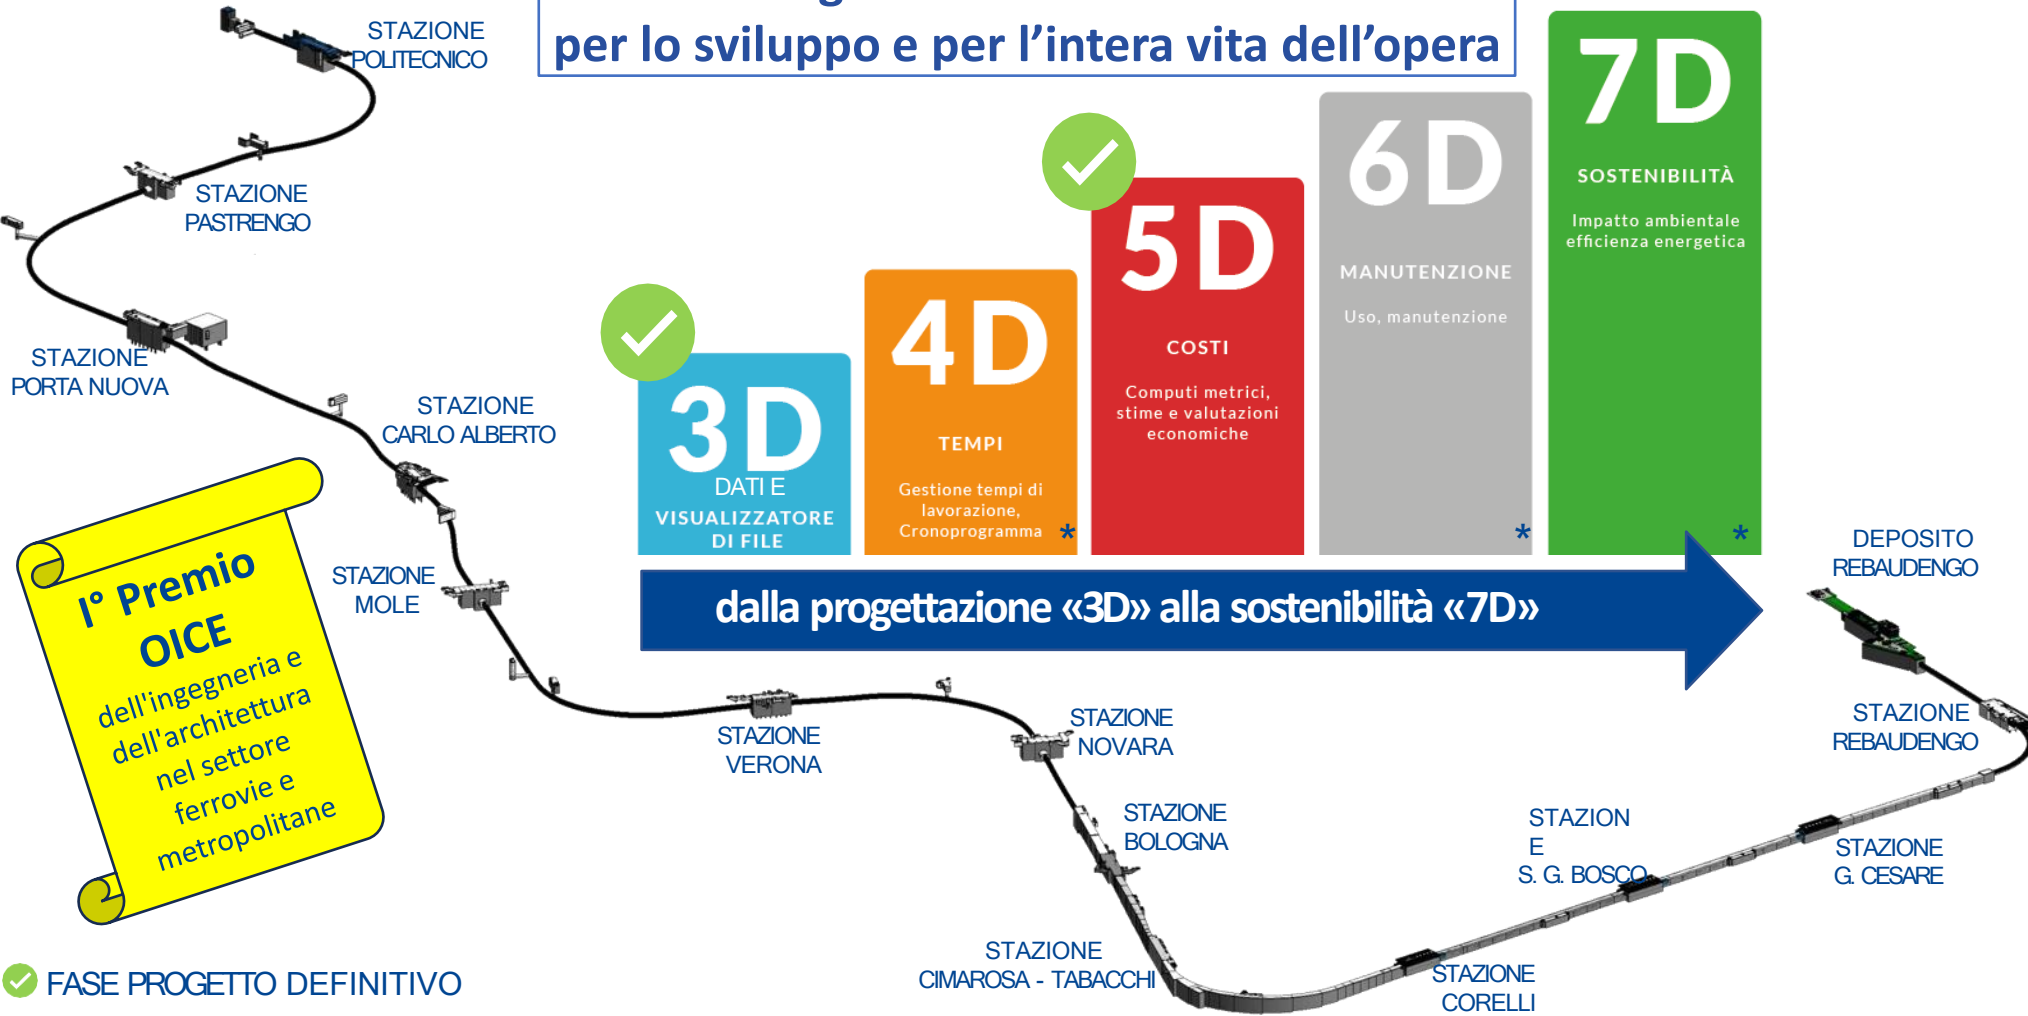 per lo sviluppo e per l’intera vita dell’opera
STAZIONE
POLITECNICO
STAZIONE
PASTRENGO
STAZIONE
PORTA NUOVA
STAZIONE
CARLO ALBERTO
STAZIONE
MOLE
3D
DATI E
VISUALIZZATORE
DI FILE
4D
TEMPI
Gestione tempi di
lavorazione,
Cronoprogramma *
5D
COSTI
Computi metrici,
stime e valutazioni
economiche
6D
MANUTENZIONE
Uso, manutenzione
*
7D
SOSTENIBILITÀ
Impatto ambientale
efficienza energetica
*
dalla progettazione «3D» alla sostenibilità «7D»
I° Premio
OICE
dell'ingegneria e
dell'architettura
nel settore
ferrovie e
metropolitane
STAZIONE
VERONA
STAZIONE
NOVARA
STAZIONE
BOLOGNA
STAZIONE
CIMAROSA - TABACCHI
STAZIONE
CORELLI
STAZION
E
S. G. BOSCO
STAZIONE
G. CESARE
STAZIONE
REBAUDENGO
DEPOSITO
REBAUDENGO
FASE PROGETTO DEFINITIVO